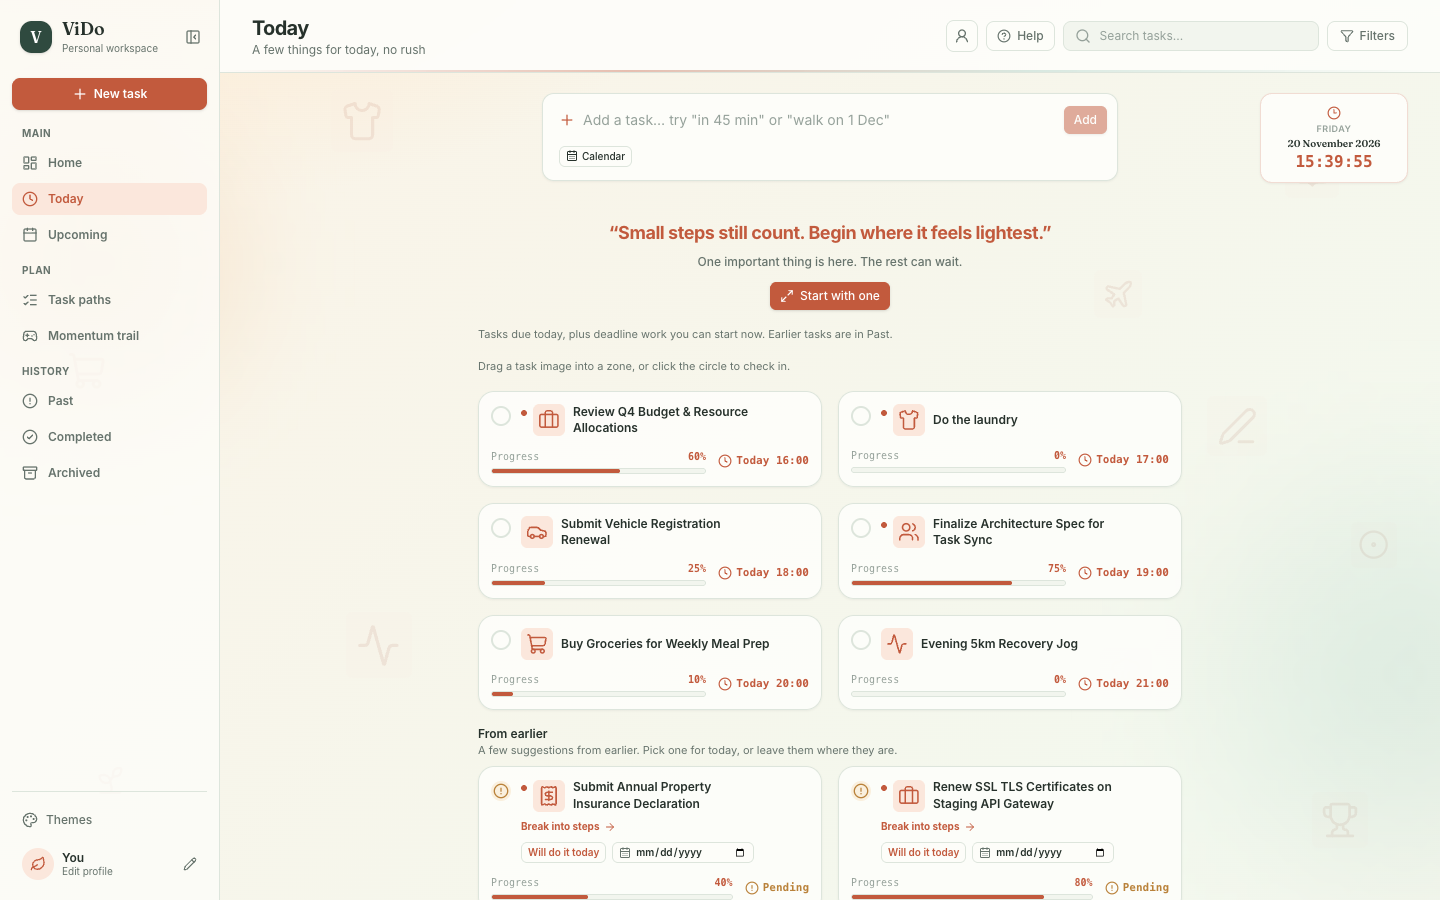 V
ViDo
Personal workspace
New task
MAIN
Home
Today
Upcoming
PLAN
Task paths
Momentum trail
HISTORY
Past
Completed
Archived
Themes
You
Edit profile
Today
A few things for today, no rush
Help
Search tasks...
Filters
Add a task... try "in 45 min" or "walk on 1 Dec"
Add
Calendar
FRIDAY
20 November 2026
15:39:55
“Small steps still count. Begin where it feels lightest.”
One important thing is here. The rest can wait.
Start with one
Tasks due today, plus deadline work you can start now. Earlier tasks are in Past.
Drag a task image into a zone, or click the circle to check in.
Review Q4 Budget & Resource
Allocations
Progress 60% Today 16:00
Do the laundry
Progress 0% Today 17:00
Submit Vehicle Registration
Renewal
Progress 25% Today 18:00
Finalize Architecture Spec for
Task Sync
Progress 75% Today 19:00
Buy Groceries for Weekly Meal Prep
Progress 10% Today 20:00
Evening 5km Recovery Jog
Progress 0% Today 21:00
From earlier
A few suggestions from earlier. Pick one for today, or leave them where they are.
Submit Annual Property
Insurance Declaration
Break into steps
Will do it today mm/dd/yyyy
Progress 40% Pending
Renew SSL TLS Certificates on
Staging API Gateway
Break into steps
Will do it today mm/dd/yyyy
Progress 80% Pending